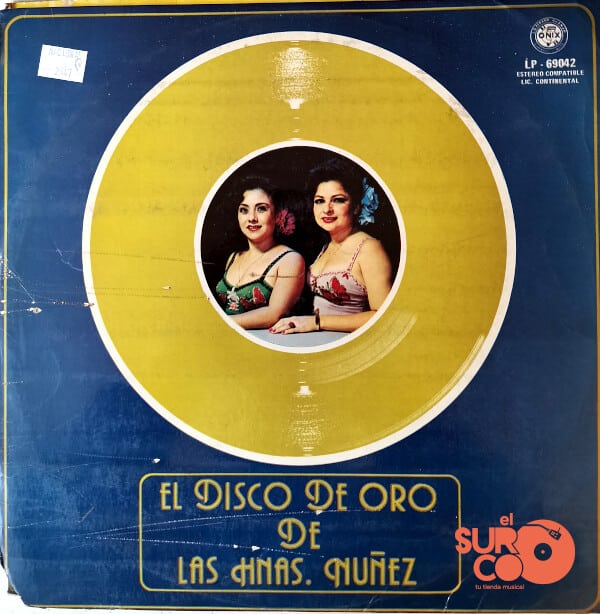 ONIX
LP - 69042
ESTEREO COMPATIBLE
LIC. CONTINENTAL
EL DISCO DE ORO
DE
LAS HNAS. NUÑEZ
el
SURCO
tu tienda musical